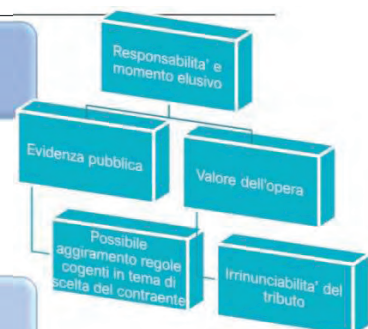 Responsabilita' e
momento elusivo
Evidenza pubblica
Valore dell'opera
Possibile
aggiramento regole
cogenti in tema di
scelta del contraente
Irrinunciabilita' del
tributo